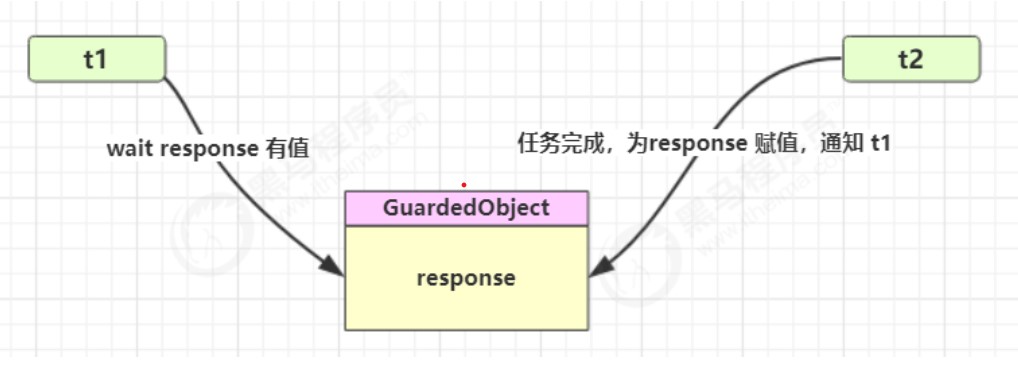 t1
t2
wait response 有值
任务完成，为response 赋值，通知 t1
GuardedObject
response
黑马程序员
www.itheima.com
黑马程序员
www.itheima.com